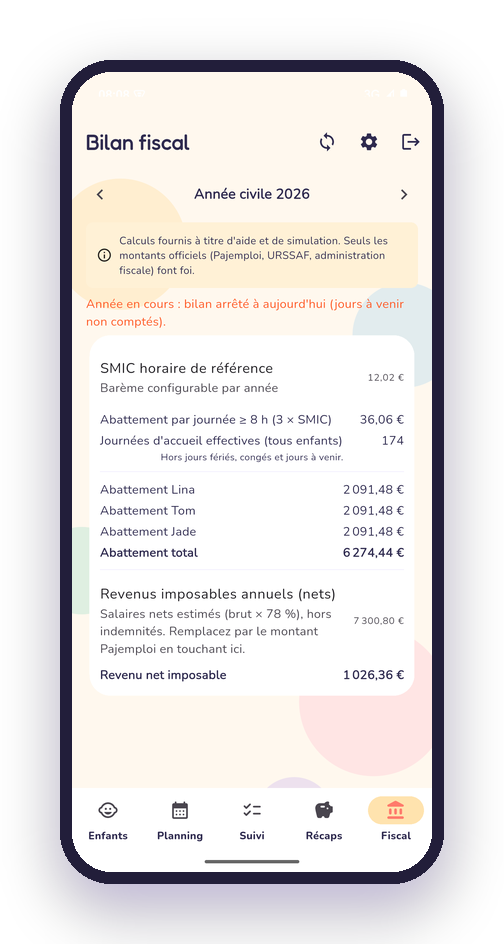 Bilan fiscal
Année civile 2026
Calculs fournis à titre d'aide et de simulation. Seuls les
montants officiels (Pajemploi, URSSAF, administration
fiscale) font foi.
Année en cours : bilan arrêté à aujourd'hui (jours à venir
non comptés).
SMIC horaire de référence
Barème configurable par année
12,02 €
Abattement par journée ≥ 8 h (3 × SMIC) 36,06 €
Journées d'accueil effectives (tous enfants) 174
Hors jours fériés, congés et jours à venir.
Abattement Lina 2 091,48 €
Abattement Tom 2 091,48 €
Abattement Jade 2 091,48 €
Abattement total 6 274,44 €
Revenus imposables annuels (nets)
Salaires nets estimés (brut × 78 %), hors
indemnités. Remplacez par le montant
Pajemploi en touchant ici.
7 300,80 €
Revenu net imposable 1 026,36 €
Enfants Planning Suivi Récaps Fiscal